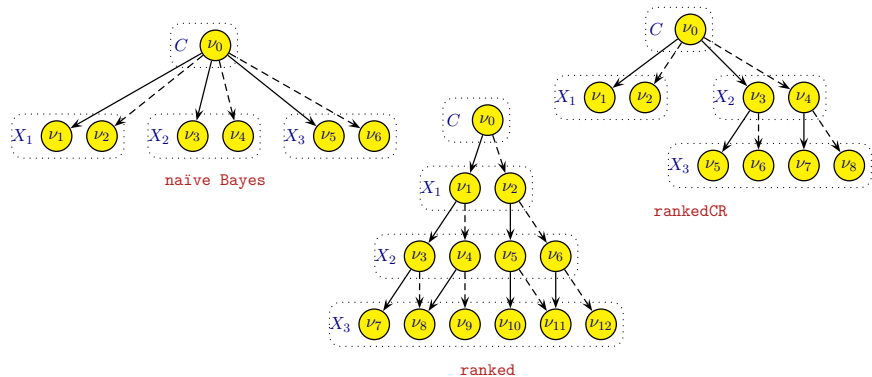 C ν₀
X₁ ν₁ ν₂ X₂ ν₃ ν₄ X₃ ν₅ ν₆
naïve Bayes
C ν₀
X₁ ν₁ ν₂
X₂ ν₃ ν₄ ν₅ ν₆
X₃ ν₇ ν₈ ν₉ ν₁₀ ν₁₁ ν₁₂
ranked
C ν₀
X₁ ν₁ ν₂ X₂ ν₃ ν₄
X₃ ν₅ ν₆ ν₇ ν₈
rankedCR